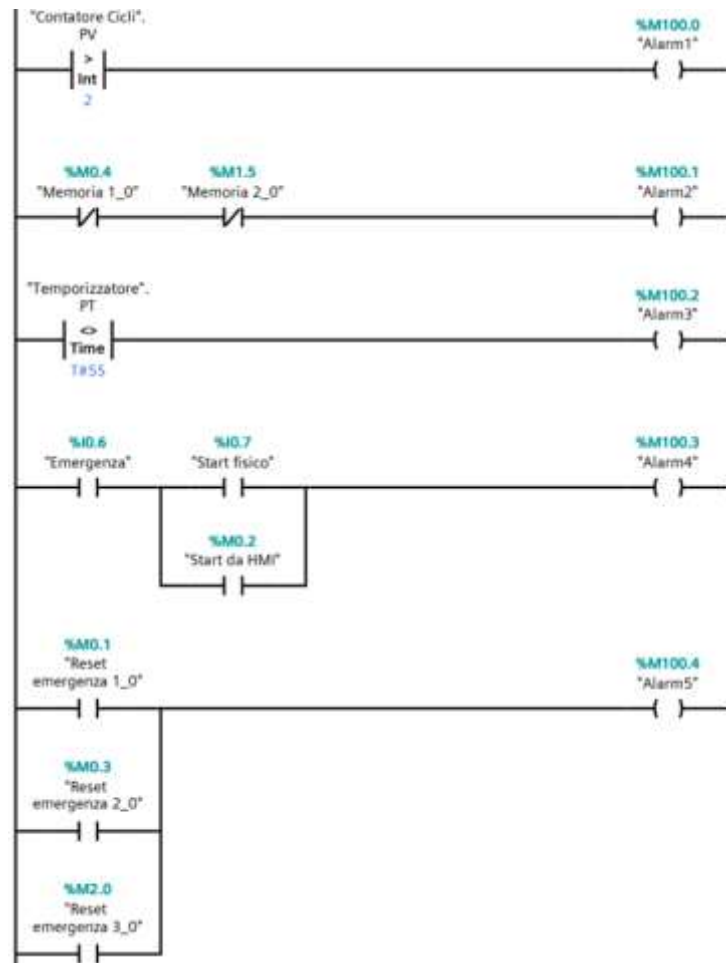 "Contatore Cicli".
PV
%M100.0
"Alarm1"
>
Int
2
%M0.4
"Memoria 1_0"
%M1.5
"Memoria 2_0"
%M100.1
"Alarm2"
"Temporizzatore".
PT
%M100.2
"Alarm3"
<>
Time
T#5S
%I0.6
"Emergenza"
%I0.7
"Start fisico"
%M100.3
"Alarm4"
%M0.2
"Start da HMI"
%M0.1
"Reset
emergenza 1_0"
%M100.4
"Alarm5"
%M0.3
"Reset
emergenza 2_0"
%M2.0
"Reset
emergenza 3_0"